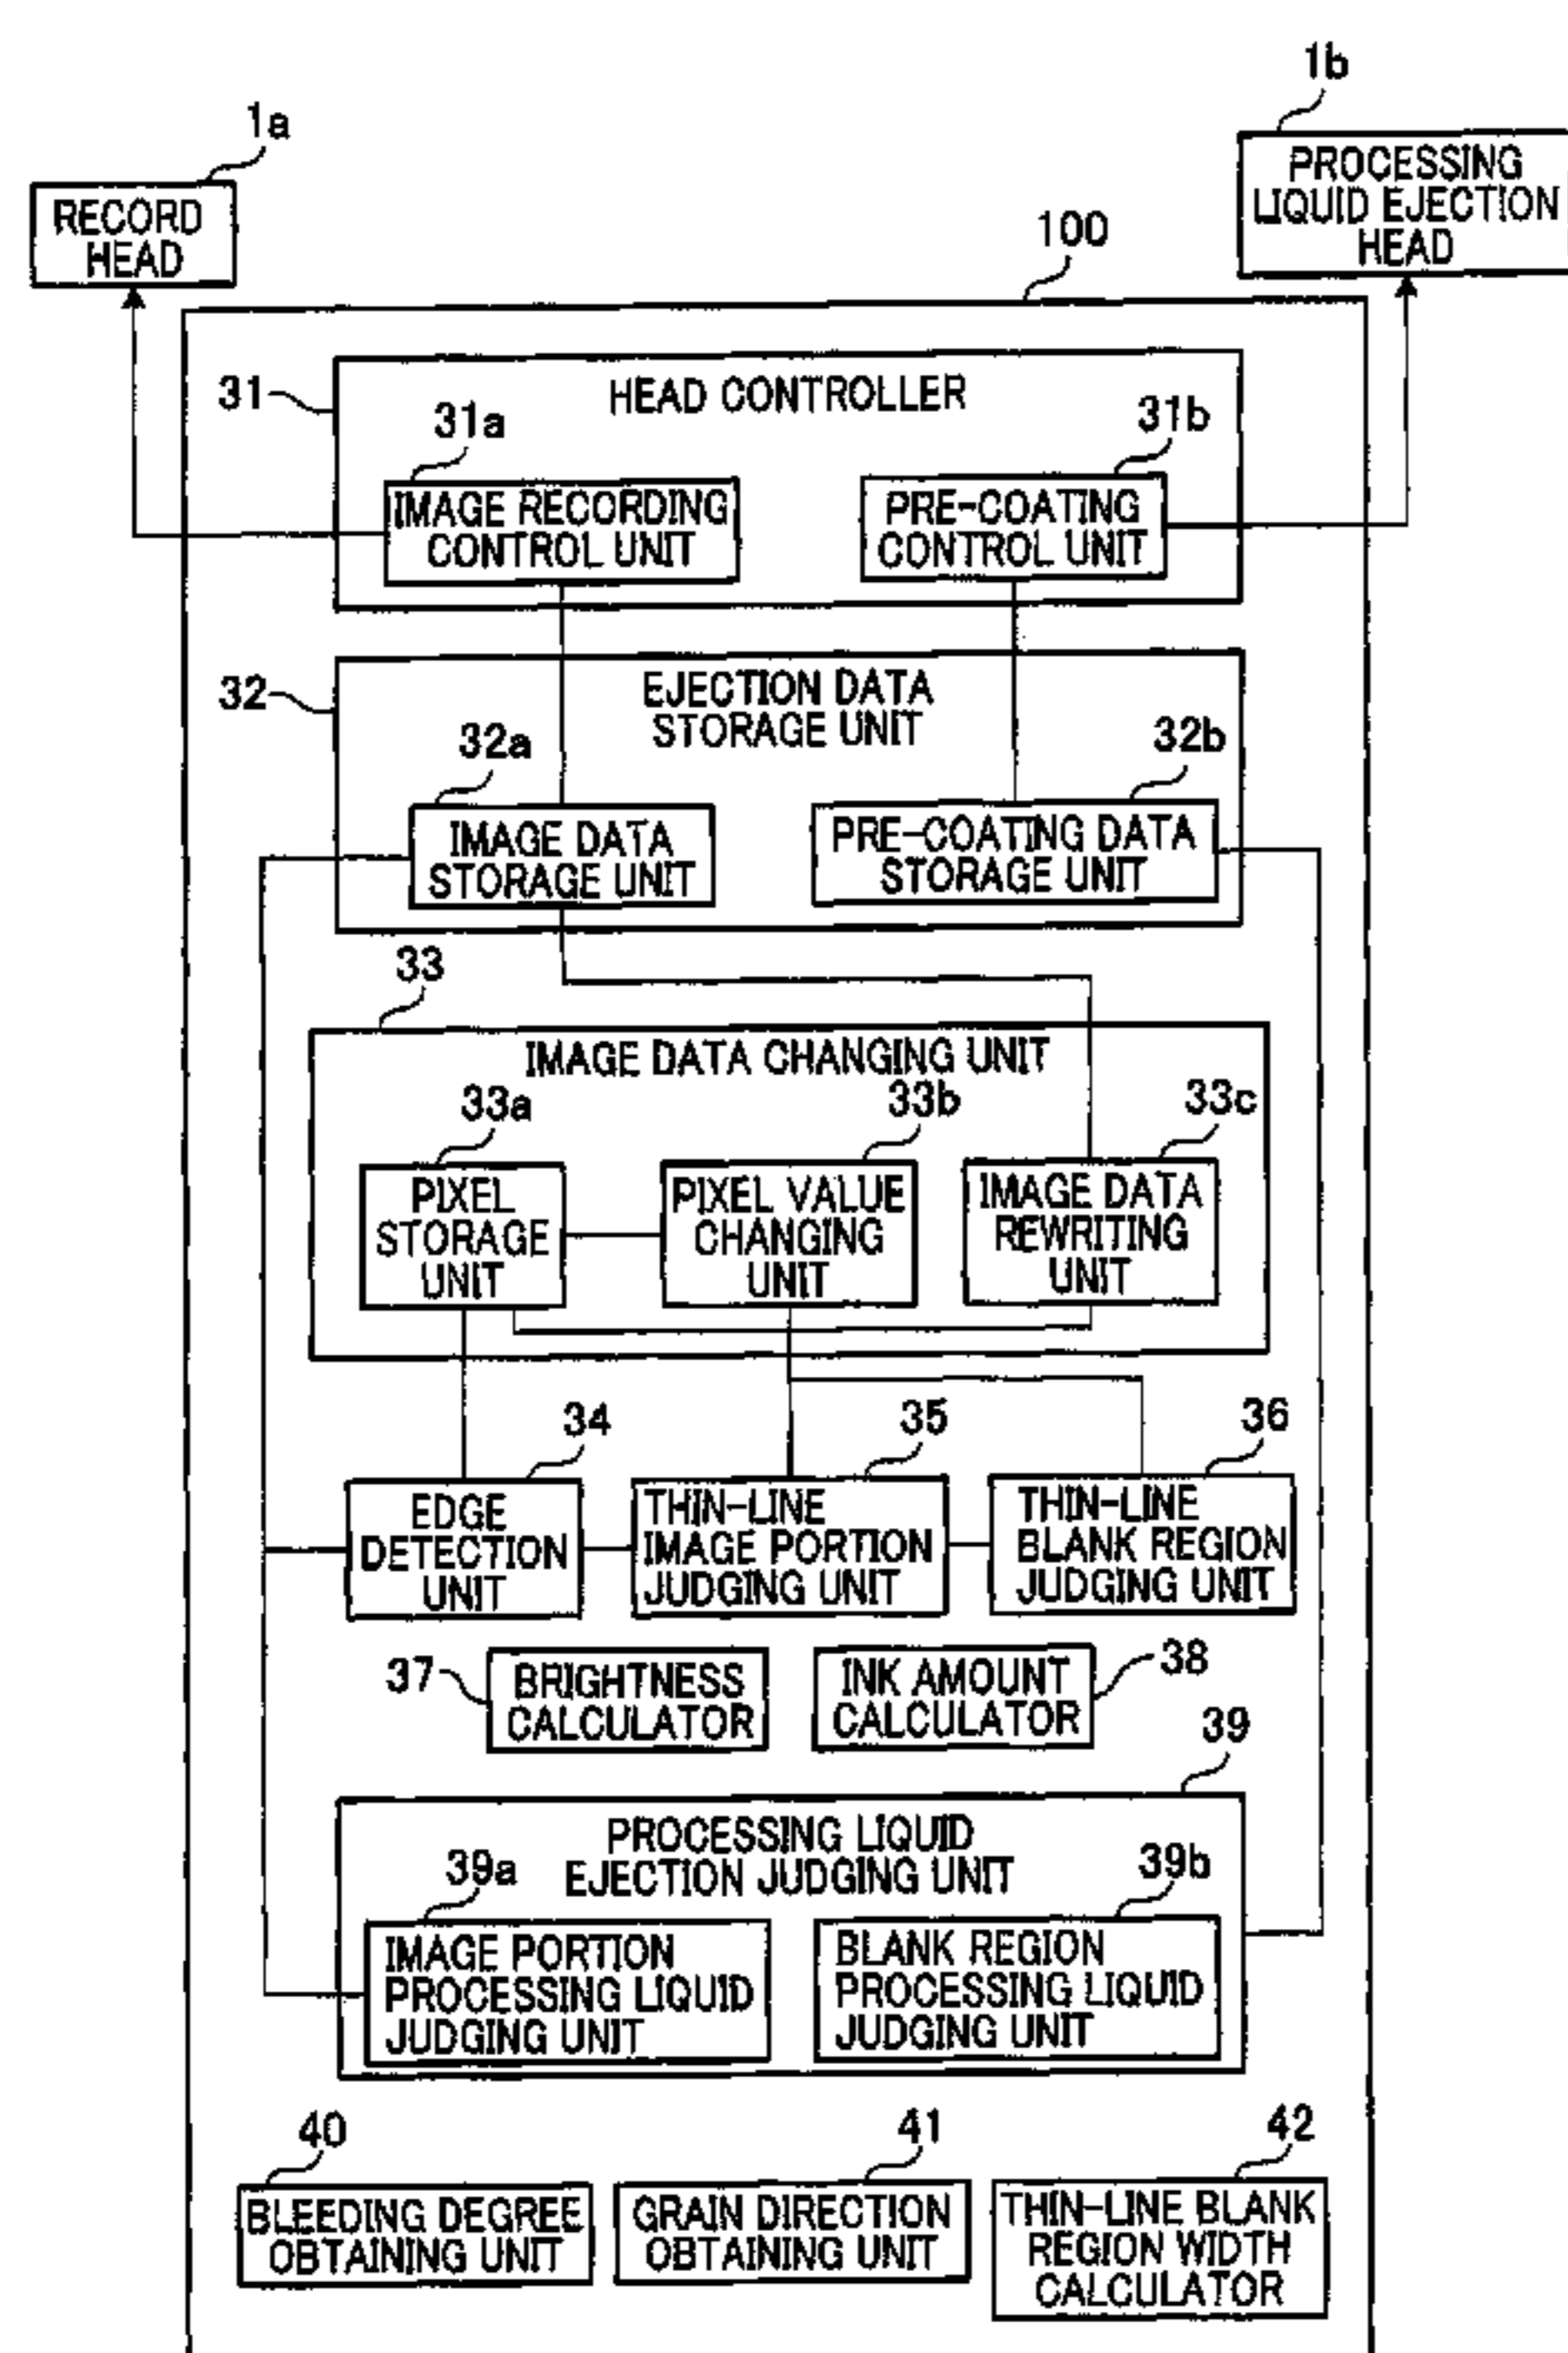 1b
1a
PROCESSING
LIQUID EJECTION
HEAD
RECORD
HEAD
100
31
HEAD CONTROLLER
31a
31b
IMAGE RECORDING
CONTROL UNIT
PRE-COATING
CONTROL UNIT
32
EJECTION DATA
STORAGE UNIT
32a
32b
IMAGE DATA
STORAGE UNIT
PRE-COATING DATA
STORAGE UNIT
33
IMAGE DATA CHANGING UNIT
33a
33b
33c
PIXEL
STORAGE
UNIT
PIXEL VALUE
CHANGING
UNIT
IMAGE DATA
REWRITING
UNIT
34
35
36
EDGE
DETECTION
UNIT
THIN-LINE
IMAGE PORTION
JUDGING UNIT
THIN-LINE
BLANK REGION
JUDGING UNIT
37
BRIGHTNESS
CALCULATOR
INK AMOUNT
CALCULATOR
38
39
PROCESSING LIQUID
EJECTION JUDGING UNIT
39a
39b
IMAGE PORTION
PROCESSING LIQUID
JUDGING UNIT
BLANK REGION
PROCESSING LIQUID
JUDGING UNIT
40
41
42
BLEEDING DEGREE
OBTAINING UNIT
GRAIN DIRECTION
OBTAINING UNIT
THIN-LINE BLANK
REGION WIDTH
CALCULATOR